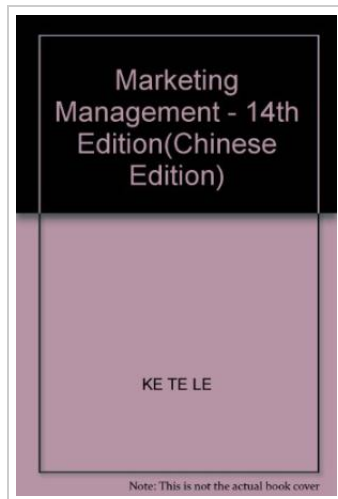 Marketing
Management - 14th
Edition(Chinese
Edition)
KE TE LE
Note: This is not the actual book cover